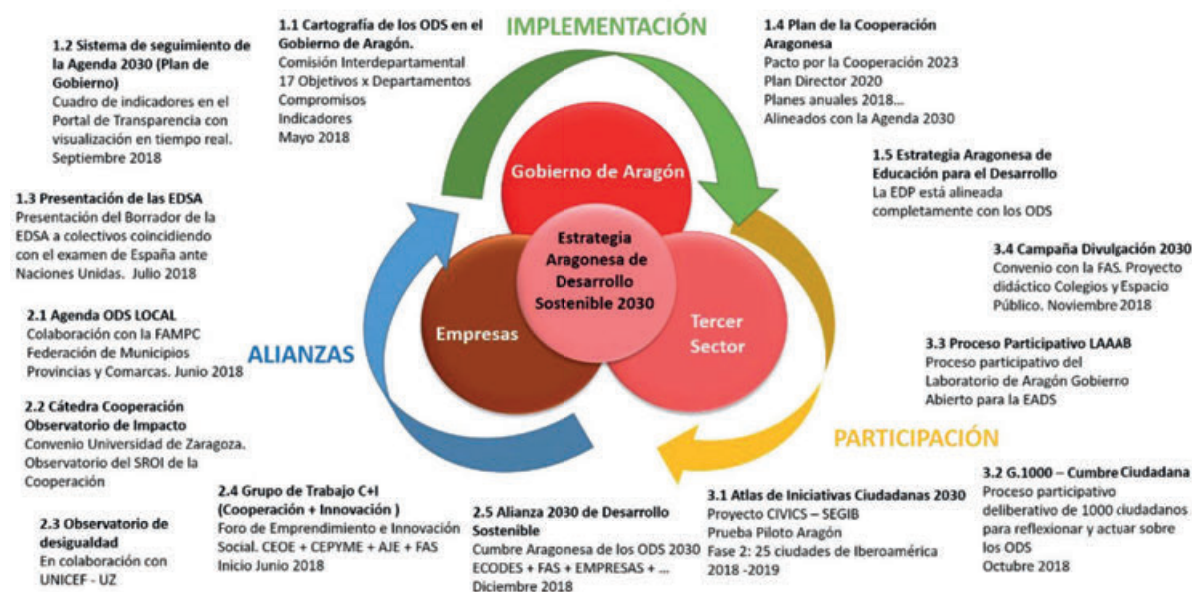 IMPLEMENTACIÓN
1.1 Cartografía de los ODS en el
Gobierno de Aragón.
Comisión Interdepartamental
17 Objetivos x Departamentos
Compromisos
Indicadores
Mayo 2018
1.2 Sistema de seguimiento de
la Agenda 2030 (Plan de
Gobierno)
Cuadro de indicadores en el
Portal de Transparencia con
visualización en tiempo real.
Septiembre 2018
1.3 Presentación de las EDSA
Presentación del Borrador de la
EDSA a colectivos coincidiendo
con el examen de España ante
Naciones Unidas. Julio 2018
1.4 Plan de la Cooperación
Aragonesa
Pacto por la Cooperación 2023
Plan Director 2020
Planes anuales 2018...
Alineados con la Agenda 2030
1.5 Estrategia Aragonesa de
Educación para el Desarrollo
La EDP está alineada
completamente con los ODS
Gobierno de Aragón
Estrategia
Aragonesa de
Desarrollo
Sostenible 2030
Empresas
Tercer
Sector
ALIANZAS
2.1 Agenda ODS LOCAL
Colaboración con la FAMPC
Federación de Municipios
Provincias y Comarcas. Junio 2018
2.2 Cátedra Cooperación
Observatorio de Impacto
Convenio Universidad de Zaragoza.
Observatorio del SROI de la
Cooperación
2.3 Observatorio de
desigualdad
En colaboración con
UNICEF - UZ
2.4 Grupo de Trabajo C+I
(Cooperación + Innovación )
Foro de Emprendimiento e Innovación
Social. CEOE + CEPYME + AJE + FAS
Inicio Junio 2018
2.5 Alianza 2030 de Desarrollo
Sostenible
Cumbre Aragonesa de los ODS 2030
ECODES + FAS + EMPRESAS + ...
Diciembre 2018
PARTICIPACIÓN
3.1 Atlas de Iniciativas Ciudadanas 2030
Proyecto CIVICS – SEGIB
Prueba Piloto Aragón
Fase 2: 25 ciudades de Iberoamérica
2018 -2019
3.2 G.1000 – Cumbre Ciudadana
Proceso participativo
deliberativo de 1000 ciudadanos
para reflexionar y actuar sobre
los ODS
Octubre 2018
3.3 Proceso Participativo LAAAB
Proceso participativo del
Laboratorio de Aragón Gobierno
Abierto para la EADS
3.4 Campaña Divulgación 2030
Convenio con la FAS. Proyecto
didáctico Colegios y Espacio
Público. Noviembre 2018